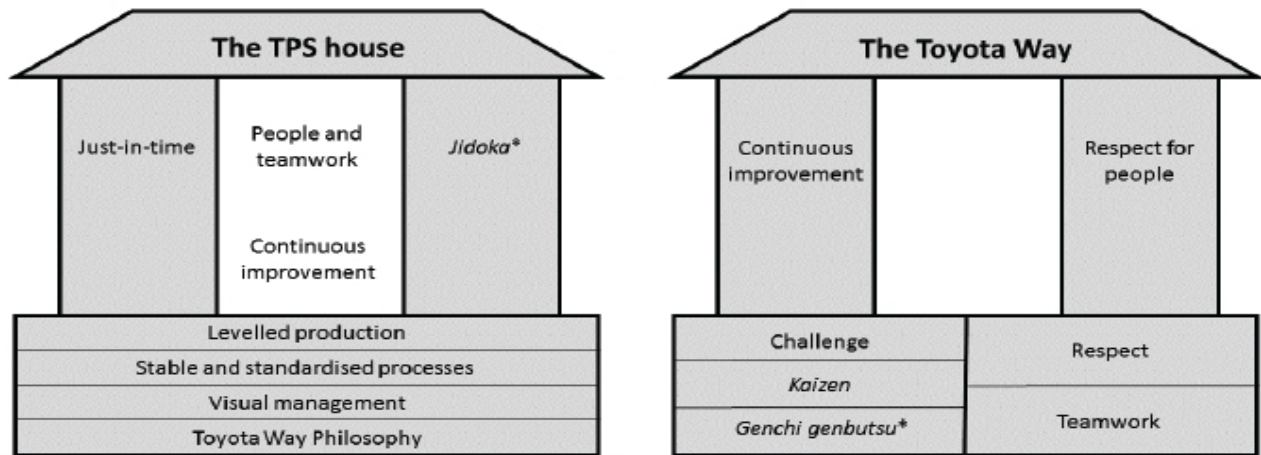 The TPS house
Just-in-time
People and
teamwork
Continuous
improvement
Jidoka*
Levelled production
Stable and standardised processes
Visual management
Toyota Way Philosophy
The Toyota Way
Continuous
improvement
Respect for
people
Challenge
Kaizen
Genchi genbutsu*
Respect
Teamwork